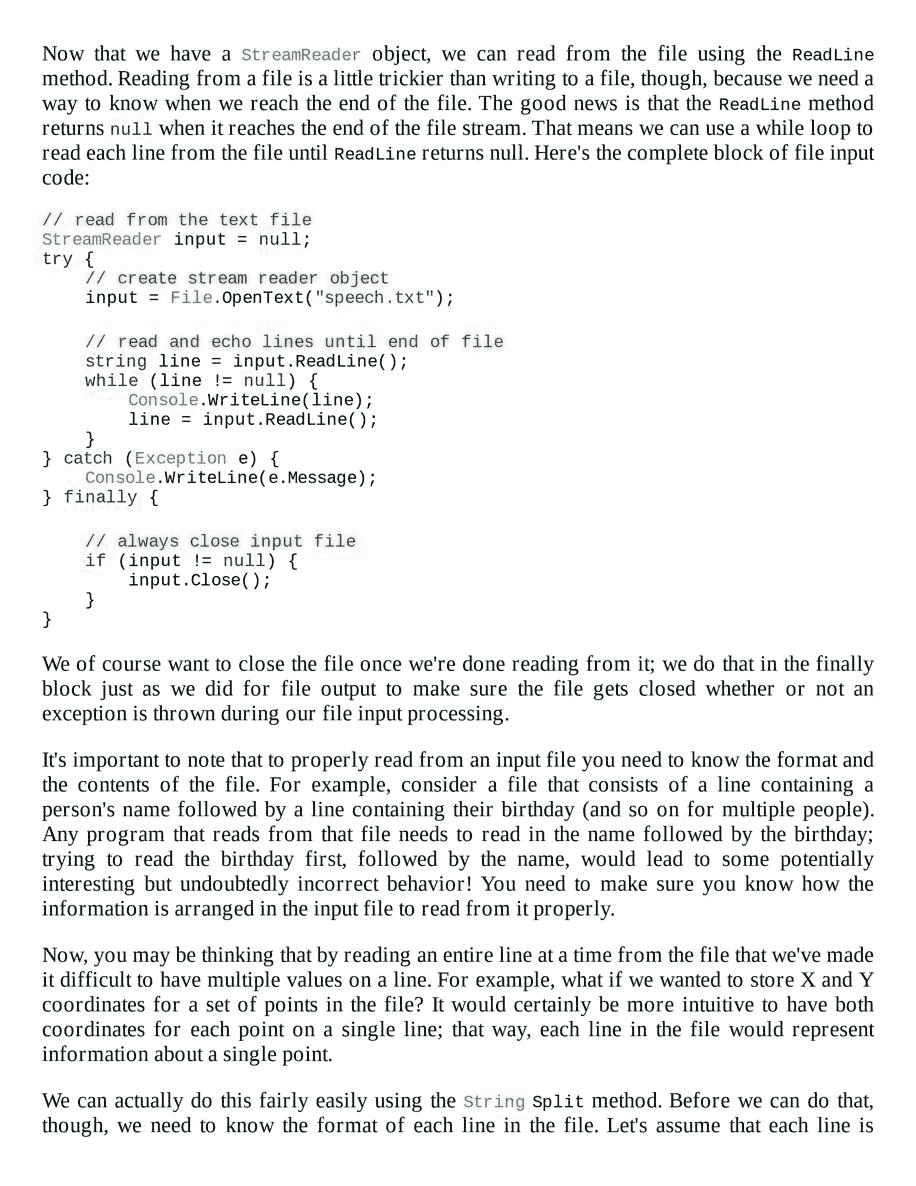 Now that we have a StreamReader object, we can read from the file using the ReadLine
method. Reading from a file is a little trickier than writing to a file, though, because we need a
way to know when we reach the end of the file. The good news is that the ReadLine method
returns null when it reaches the end of the file stream. That means we can use a while loop to
read each line from the file until ReadLine returns null. Here's the complete block of file input
code:
// read from the text file
StreamReader input = null;
try {
    // create stream reader object
    input = File.OpenText("speech.txt");
    // read and echo lines until end of file
    string line = input.ReadLine();
    while (line != null) {
        Console.WriteLine(line);
        line = input.ReadLine();
    }
} catch (Exception e) {
    Console.WriteLine(e.Message);
} finally {
    // always close input file
    if (input != null) {
        input.Close();
    }
}
We of course want to close the file once we're done reading from it; we do that in the finally
block just as we did for file output to make sure the file gets closed whether or not an
exception is thrown during our file input processing.
It's important to note that to properly read from an input file you need to know the format and
the contents of the file. For example, consider a file that consists of a line containing a
person's name followed by a line containing their birthday (and so on for multiple people).
Any program that reads from that file needs to read in the name followed by the birthday;
trying to read the birthday first, followed by the name, would lead to some potentially
interesting but undoubtedly incorrect behavior! You need to make sure you know how the
information is arranged in the input file to read from it properly.
Now, you may be thinking that by reading an entire line at a time from the file that we've made
it difficult to have multiple values on a line. For example, what if we wanted to store X and Y
coordinates for a set of points in the file? It would certainly be more intuitive to have both
coordinates for each point on a single line; that way, each line in the file would represent
information about a single point.
We can actually do this fairly easily using the String Split method. Before we can do that,
though, we need to know the format of each line in the file. Let's assume that each line is